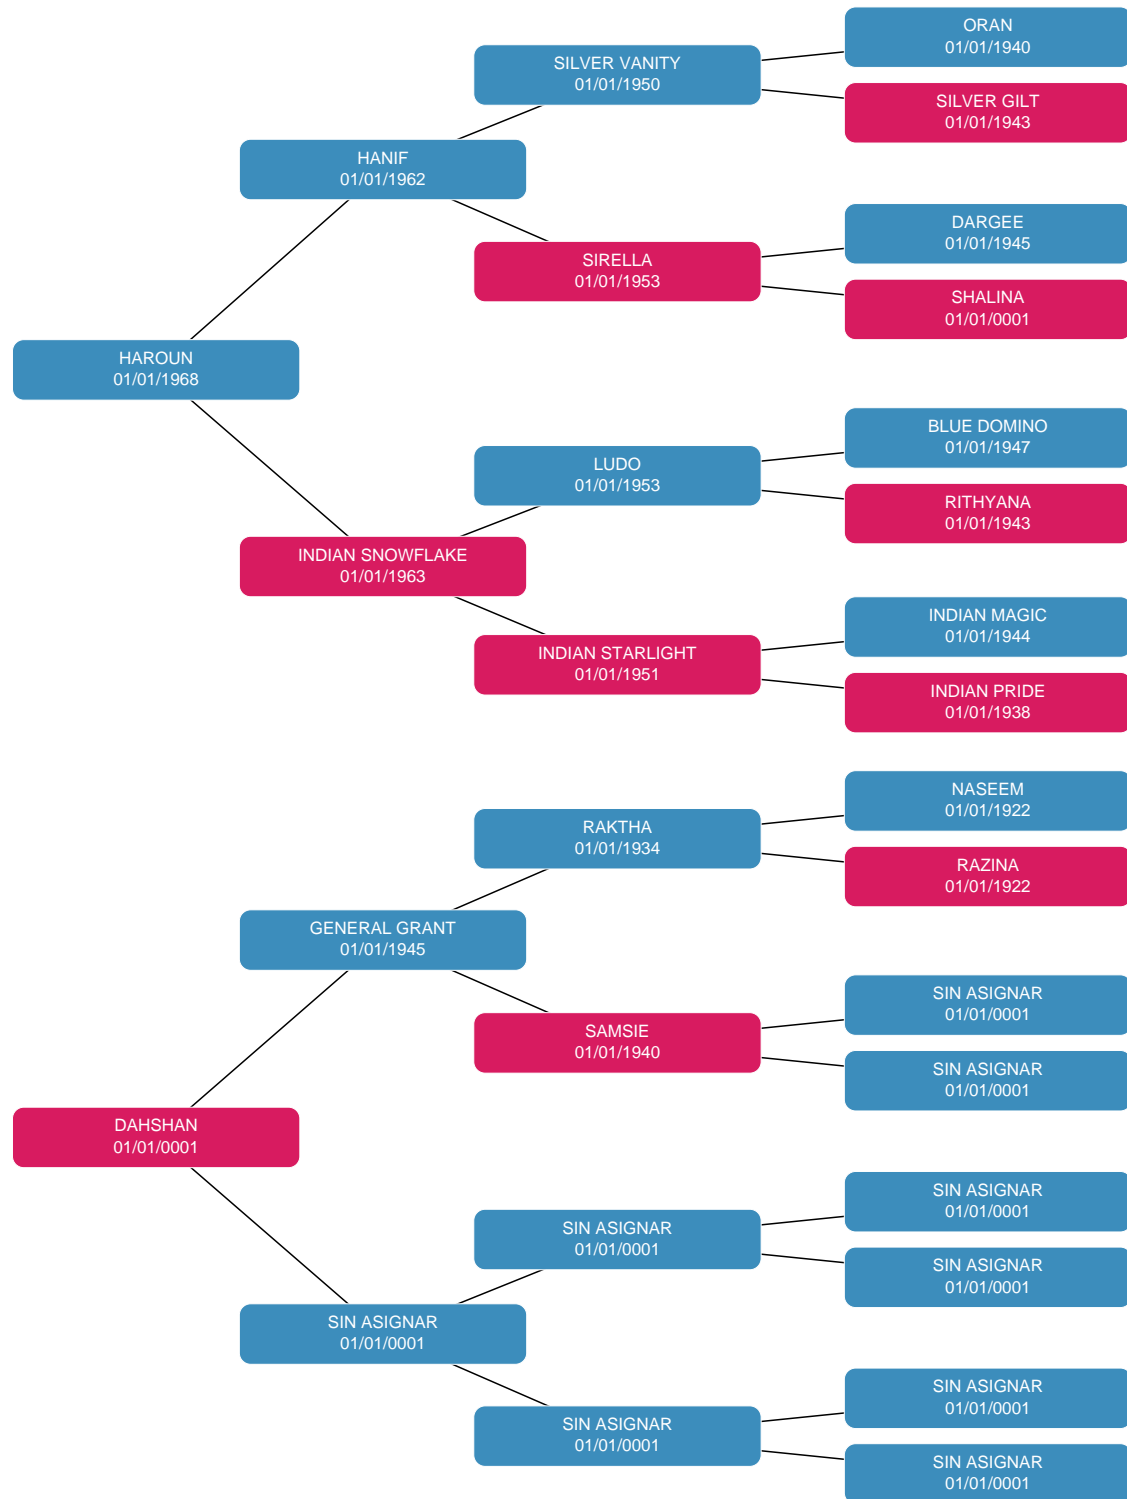 ORAN
01/01/1940
SILVER VANITY
01/01/1950
SILVER GILT
01/01/1943
HANIF
01/01/1962
DARGEE
01/01/1945
SIRELLA
01/01/1953
SHALINA
01/01/0001
HAROUN
01/01/1968
BLUE DOMINO
01/01/1947
LUDO
01/01/1953
RITHYANA
01/01/1943
INDIAN SNOWFLAKE
01/01/1963
INDIAN MAGIC
01/01/1944
INDIAN STARLIGHT
01/01/1951
INDIAN PRIDE
01/01/1938
NASEEM
01/01/1922
RAKTHA
01/01/1934
RAZINA
01/01/1922
GENERAL GRANT
01/01/1945
SIN ASIGNAR
01/01/0001
SAMSIE
01/01/1940
SIN ASIGNAR
01/01/0001
DAHSHAN
01/01/0001
SIN ASIGNAR
01/01/0001
SIN ASIGNAR
01/01/0001
SIN ASIGNAR
01/01/0001
SIN ASIGNAR
01/01/0001
SIN ASIGNAR
01/01/0001
SIN ASIGNAR
01/01/0001
SIN ASIGNAR
01/01/0001